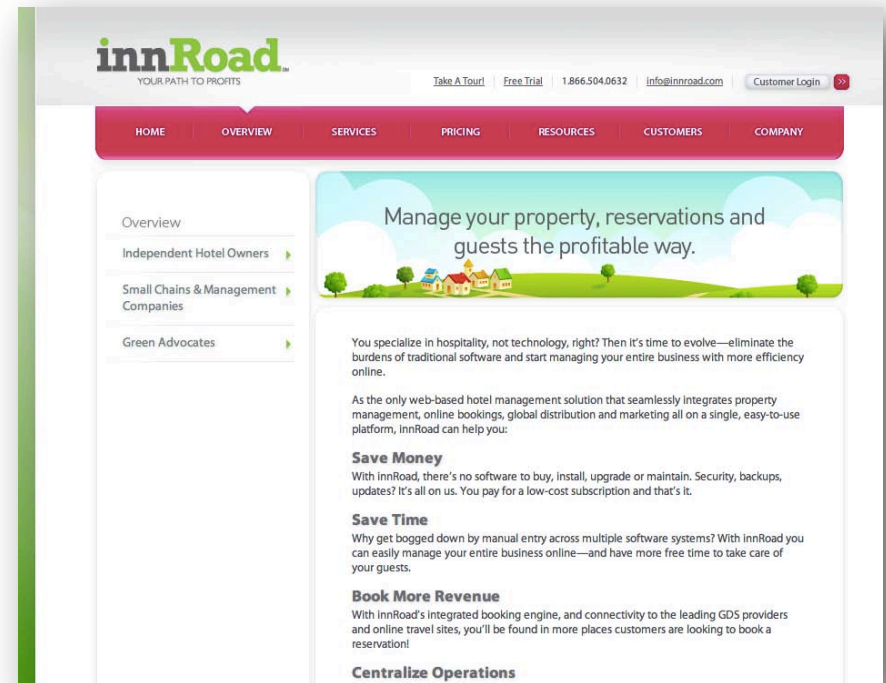 innRoad
YOUR PATH TO PROFITS
Take A Tour! Free Trial 1.866.504.0632 info@innroad.com Customer Login »
HOME OVERVIEW SERVICES PRICING RESOURCES CUSTOMERS COMPANY
Overview
Independent Hotel Owners
Small Chains & Management
Companies
Green Advocates
Manage your property, reservations and
guests the profitable way.
You specialize in hospitality, not technology, right? Then it's time to evolve—eliminate the
burdens of traditional software and start managing your entire business with more efficiency
online.
As the only web-based hotel management solution that seamlessly integrates property
management, online bookings, global distribution and marketing all on a single, easy-to-use
platform, innRoad can help you:
Save Money
With innRoad, there's no software to buy, install, upgrade or maintain. Security, backups,
updates? It's all on us. You pay for a low-cost subscription and that's it.
Save Time
Why get bogged down by manual entry across multiple software systems? With innRoad you
can easily manage your entire business online—and have more free time to take care of
your guests.
Book More Revenue
With innRoad's integrated booking engine, and connectivity to the leading GDS providers
and online travel sites, you'll be found in more places customers are looking to book a
reservation!
Centralize Operations